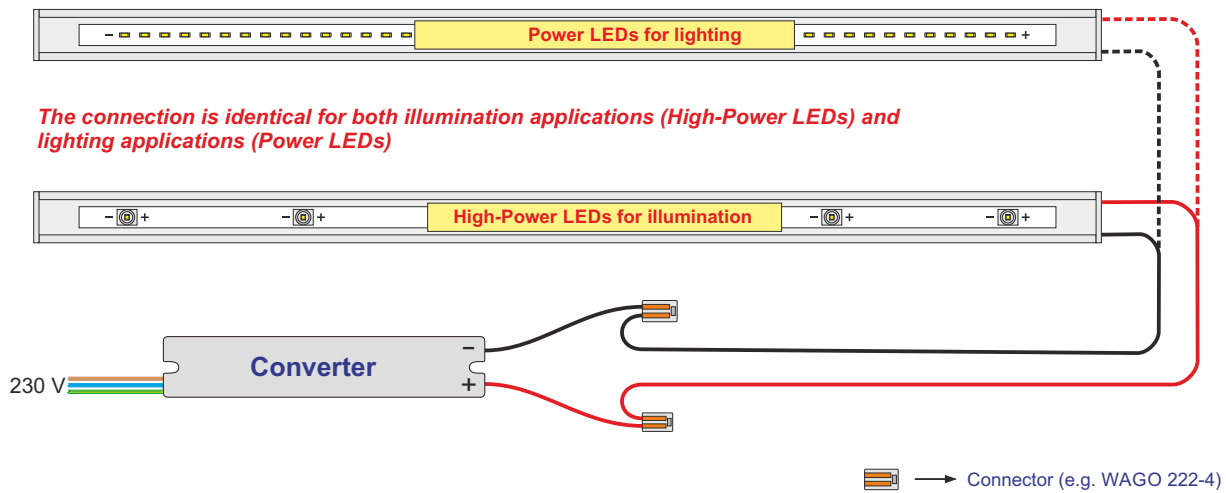 - Power LEDs for lighting +
The connection is identical for both illumination applications (High-Power LEDs) and
lighting applications (Power LEDs)
- + - + High-Power LEDs for illumination - + - +
−
Converter
+
230 V
Connector (e.g. WAGO 222-4)